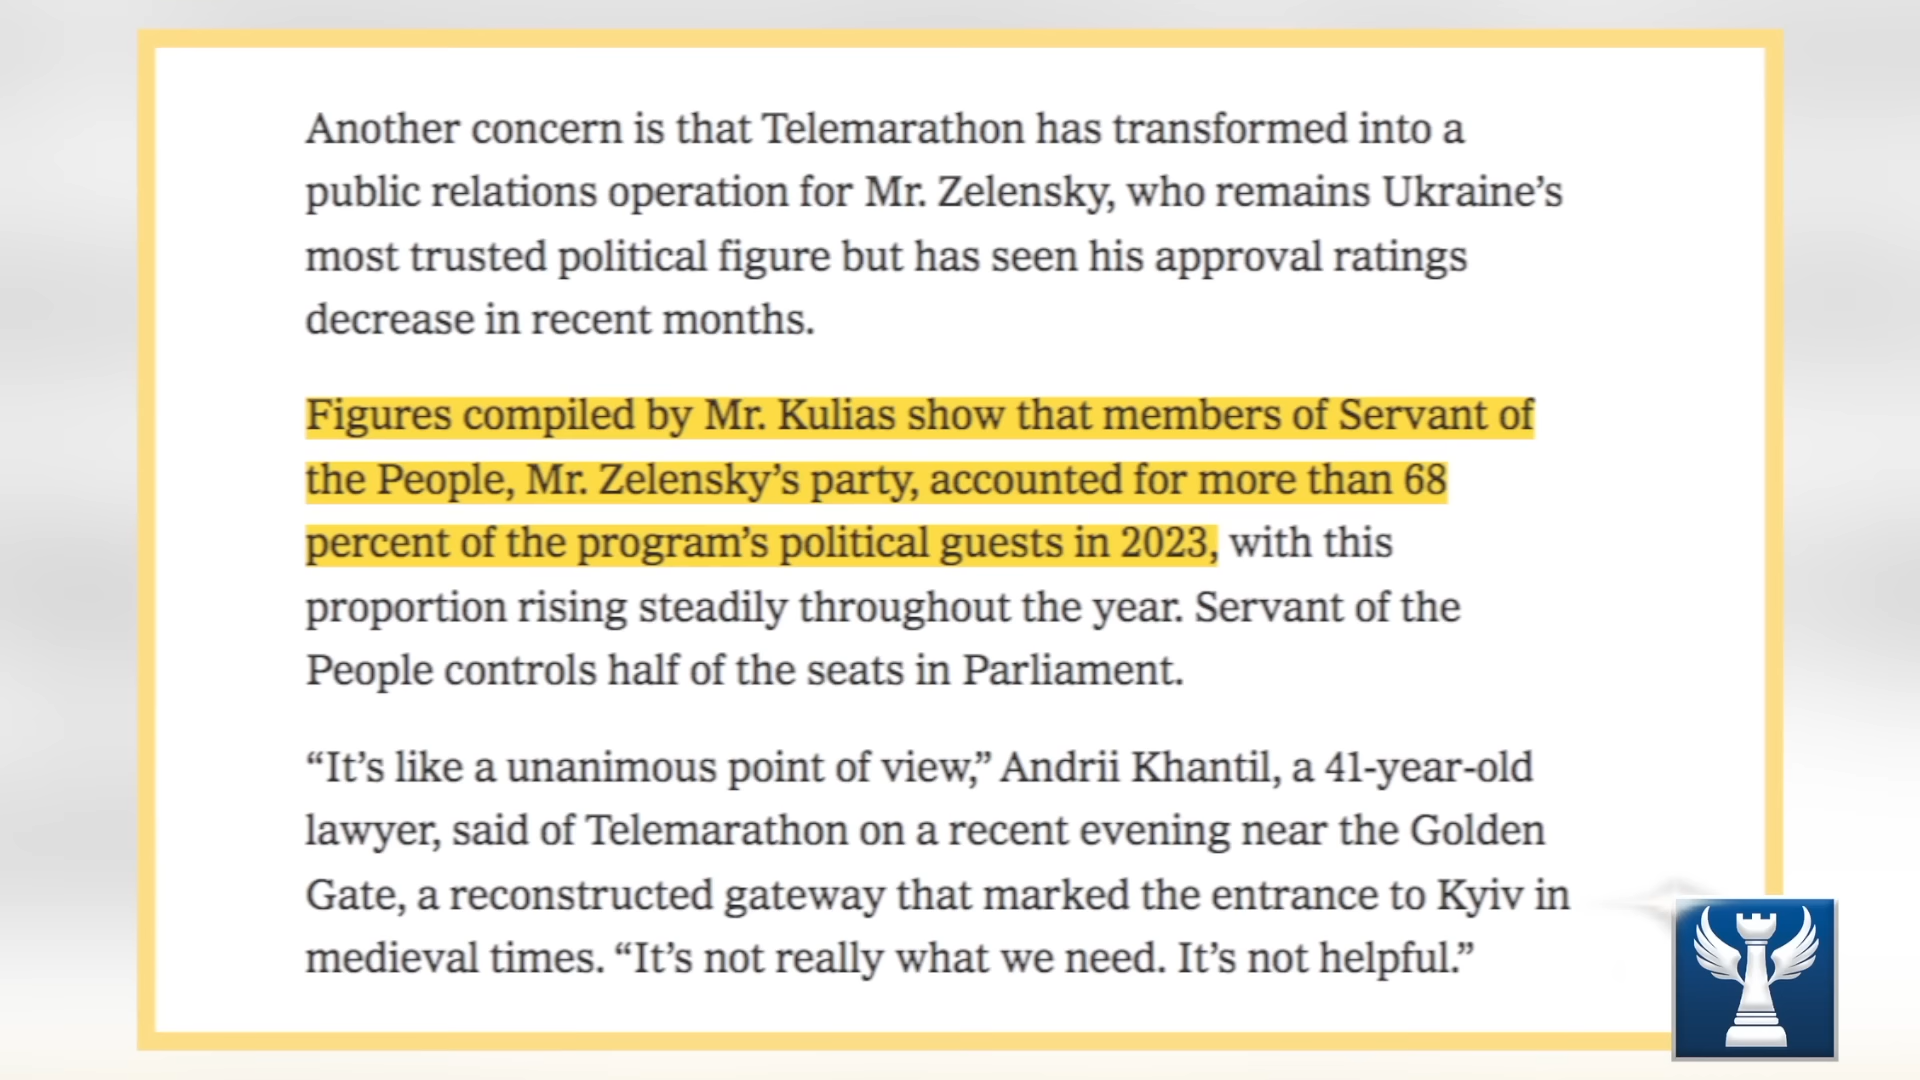 Another concern is that Telemarathon has transformed into a
public relations operation for Mr. Zelensky, who remains Ukraine’s
most trusted political figure but has seen his approval ratings
decrease in recent months.
Figures compiled by Mr. Kulias show that members of Servant of
the People, Mr. Zelensky’s party, accounted for more than 68
percent of the program’s political guests in 2023, with this
proportion rising steadily throughout the year. Servant of the
People controls half of the seats in Parliament.
“It’s like a unanimous point of view,” Andrii Khantil, a 41-year-old
lawyer, said of Telemarathon on a recent evening near the Golden
Gate, a reconstructed gateway that marked the entrance to Kyiv in
medieval times. “It’s not really what we need. It’s not helpful.”